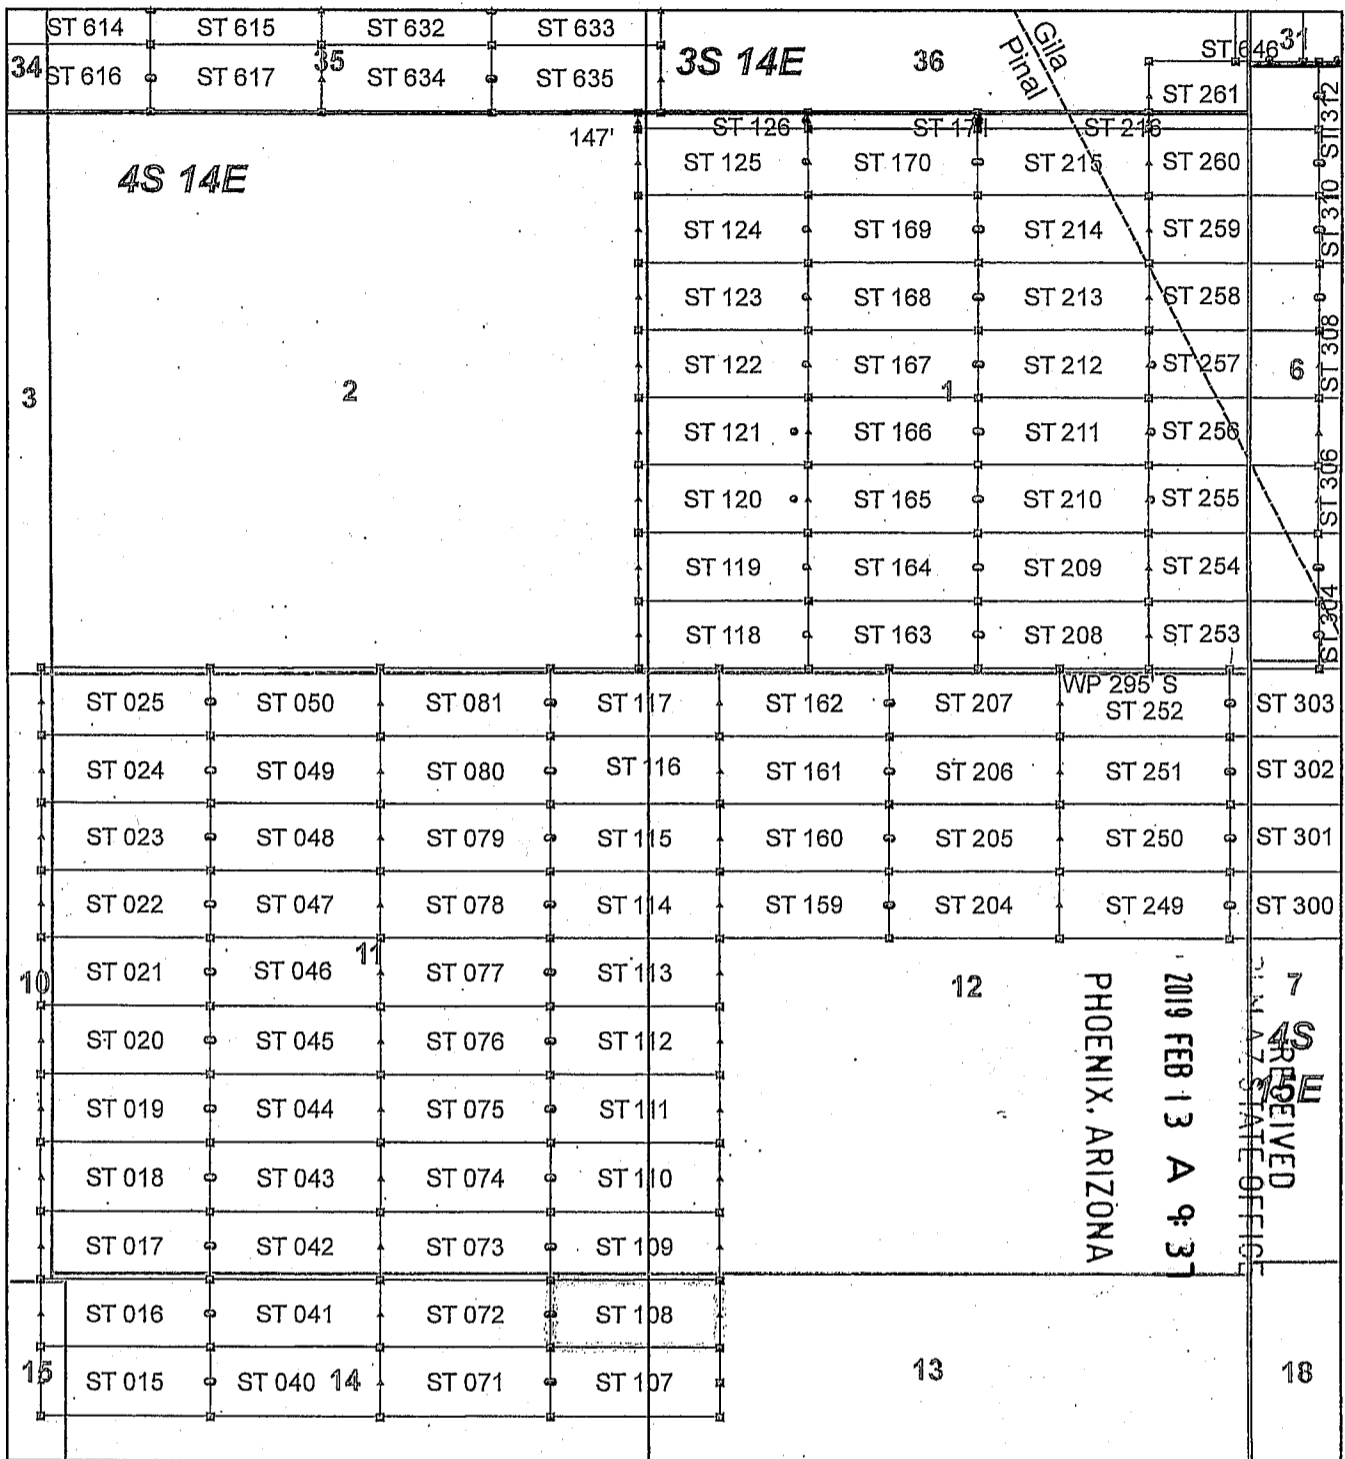 ST 614 ST 615 ST 632 ST 633
34 35 3S 14E 36 Gila Pinal ST 646 31
ST 616 ST 617 ST 634 ST 635 ST 261
147' ST 126 ST 171 ST 216 ST 312
4S 14E ST 125 ST 170 ST 215 ST 260
ST 124 ST 169 ST 214 ST 259 ST 310
ST 123 ST 168 ST 213 ST 258
ST 122 ST 167 ST 212 ST 257 ST 308
3 2 1 6
ST 121 ST 166 ST 211 ST 256
ST 120 ST 165 ST 210 ST 255 ST 306
ST 119 ST 164 ST 209 ST 254
ST 118 ST 163 ST 208 ST 253 ST 304
WP 295' S
ST 025 ST 050 ST 081 ST 117 ST 162 ST 207 ST 252 ST 303
ST 024 ST 049 ST 080 ST 116 ST 161 ST 206 ST 251 ST 302
ST 023 ST 048 ST 079 ST 115 ST 160 ST 205 ST 250 ST 301
ST 022 ST 047 ST 078 ST 114 ST 159 ST 204 ST 249 ST 300
10 11 12 7
ST 021 ST 046 ST 077 ST 113
ST 020 ST 045 ST 076 ST 112
4S
15E
ST 019 ST 044 ST 075 ST 111
ST 018 ST 043 ST 074 ST 110
ST 017 ST 042 ST 073 ST 109
RECEIVED
AZ STATE OFFICE
2019 FEB 13 A 9:37
PHOENIX, ARIZONA
ST 016 ST 041 ST 072 ST 108
15 ST 015 ST 040 14 ST 071 ST 107 13 18